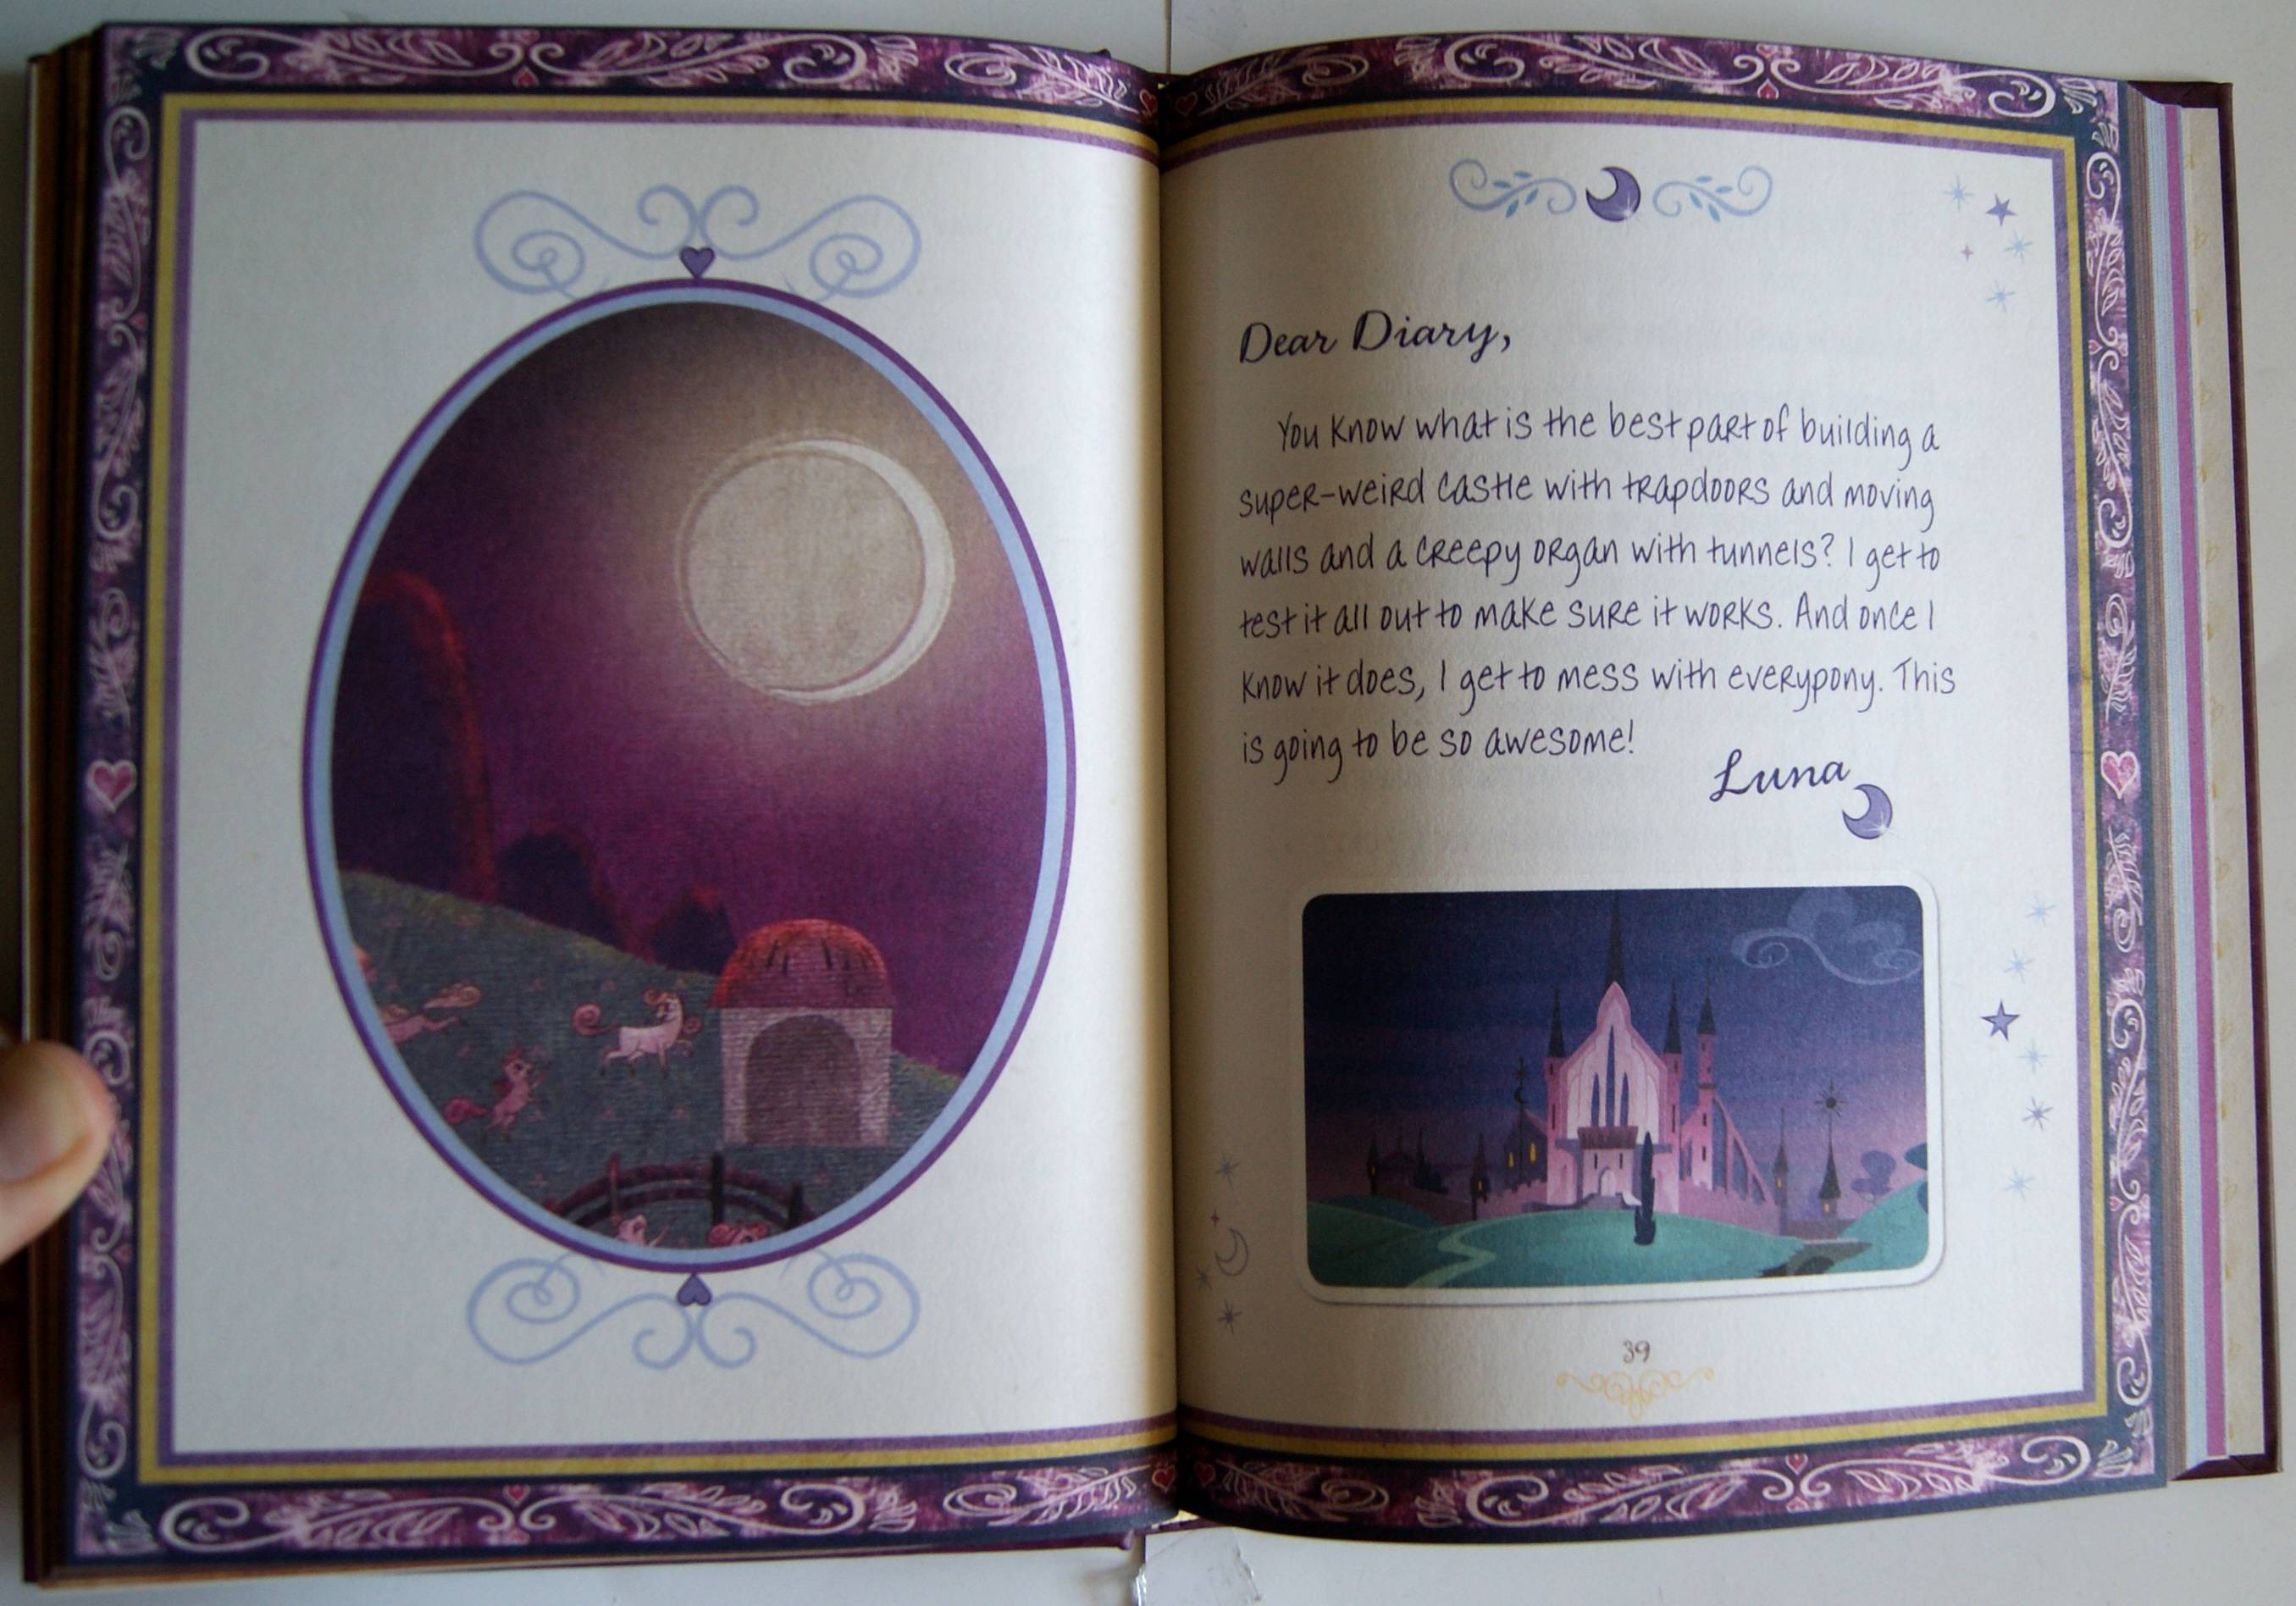 Dear Diary,
You know what is the best part of building a
super-weird castle with trapdoors and moving
walls and a creepy organ with tunnels? I get to
test it all out to make sure it works. And once I
know it does, I get to mess with everypony. This
is going to be so awesome!
Luna
39